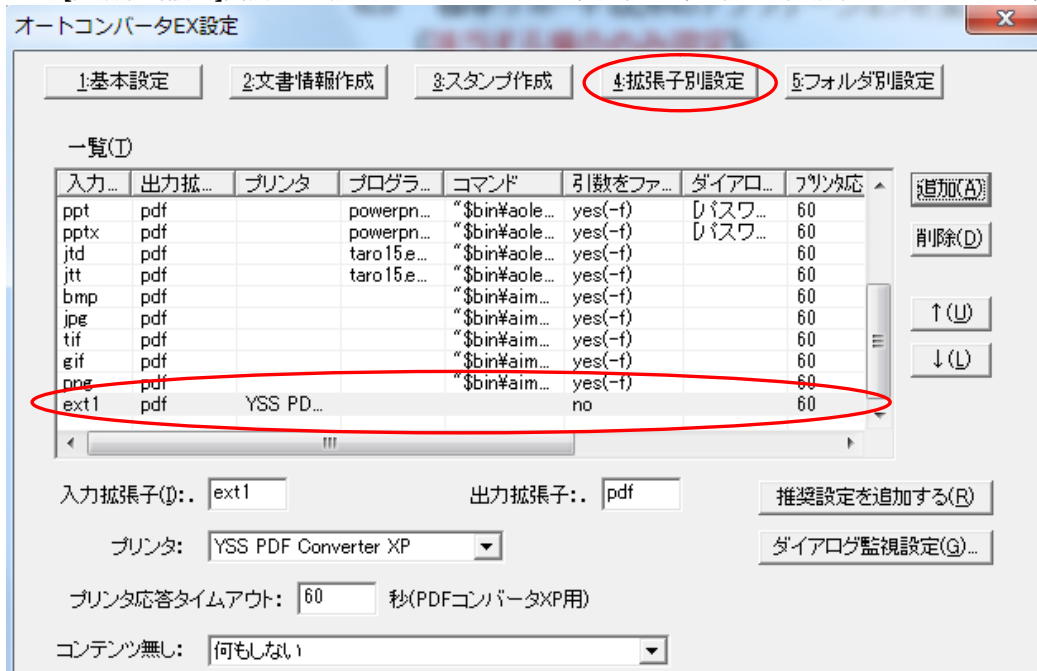 オートコンバータEX設定
1:基本設定 2:文書情報作成 3:スタンプ作成 4:拡張子別設定 5:フォルダ別設定
一覧(T)
入力... 出力拡... プリンタ プログラ... コマンド 引数をファ... ダイアロ... プリンタ応
追加(A)
ppt pdf powerpn... "$bin¥aole... yes(-f) 【パスワ... 60
pptx pdf powerpn... "$bin¥aole... yes(-f) 【パスワ... 60
削除(D)
jtd pdf taro15.e... "$bin¥aole... yes(-f) 60
jtt pdf taro15.e... "$bin¥aole... yes(-f) 60
bmp pdf "$bin¥aim... yes(-f) 60
jpg pdf "$bin¥aim... yes(-f) 60
↑(U)
tif pdf "$bin¥aim... yes(-f) 60
gif pdf "$bin¥aim... yes(-f) 60
↓(L)
png pdf "$bin¥aim... yes(-f) 60
ext1 pdf YSS PD... no 60
入力拡張子(I):. ext1 出力拡張子:. pdf 推奨設定を追加する(R)
プリンタ: YSS PDF Converter XP ダイアログ監視設定(G)...
プリンタ応答タイムアウト: 60 秒(PDFコンバータXP用)
コンテンツ無し: 何もしない